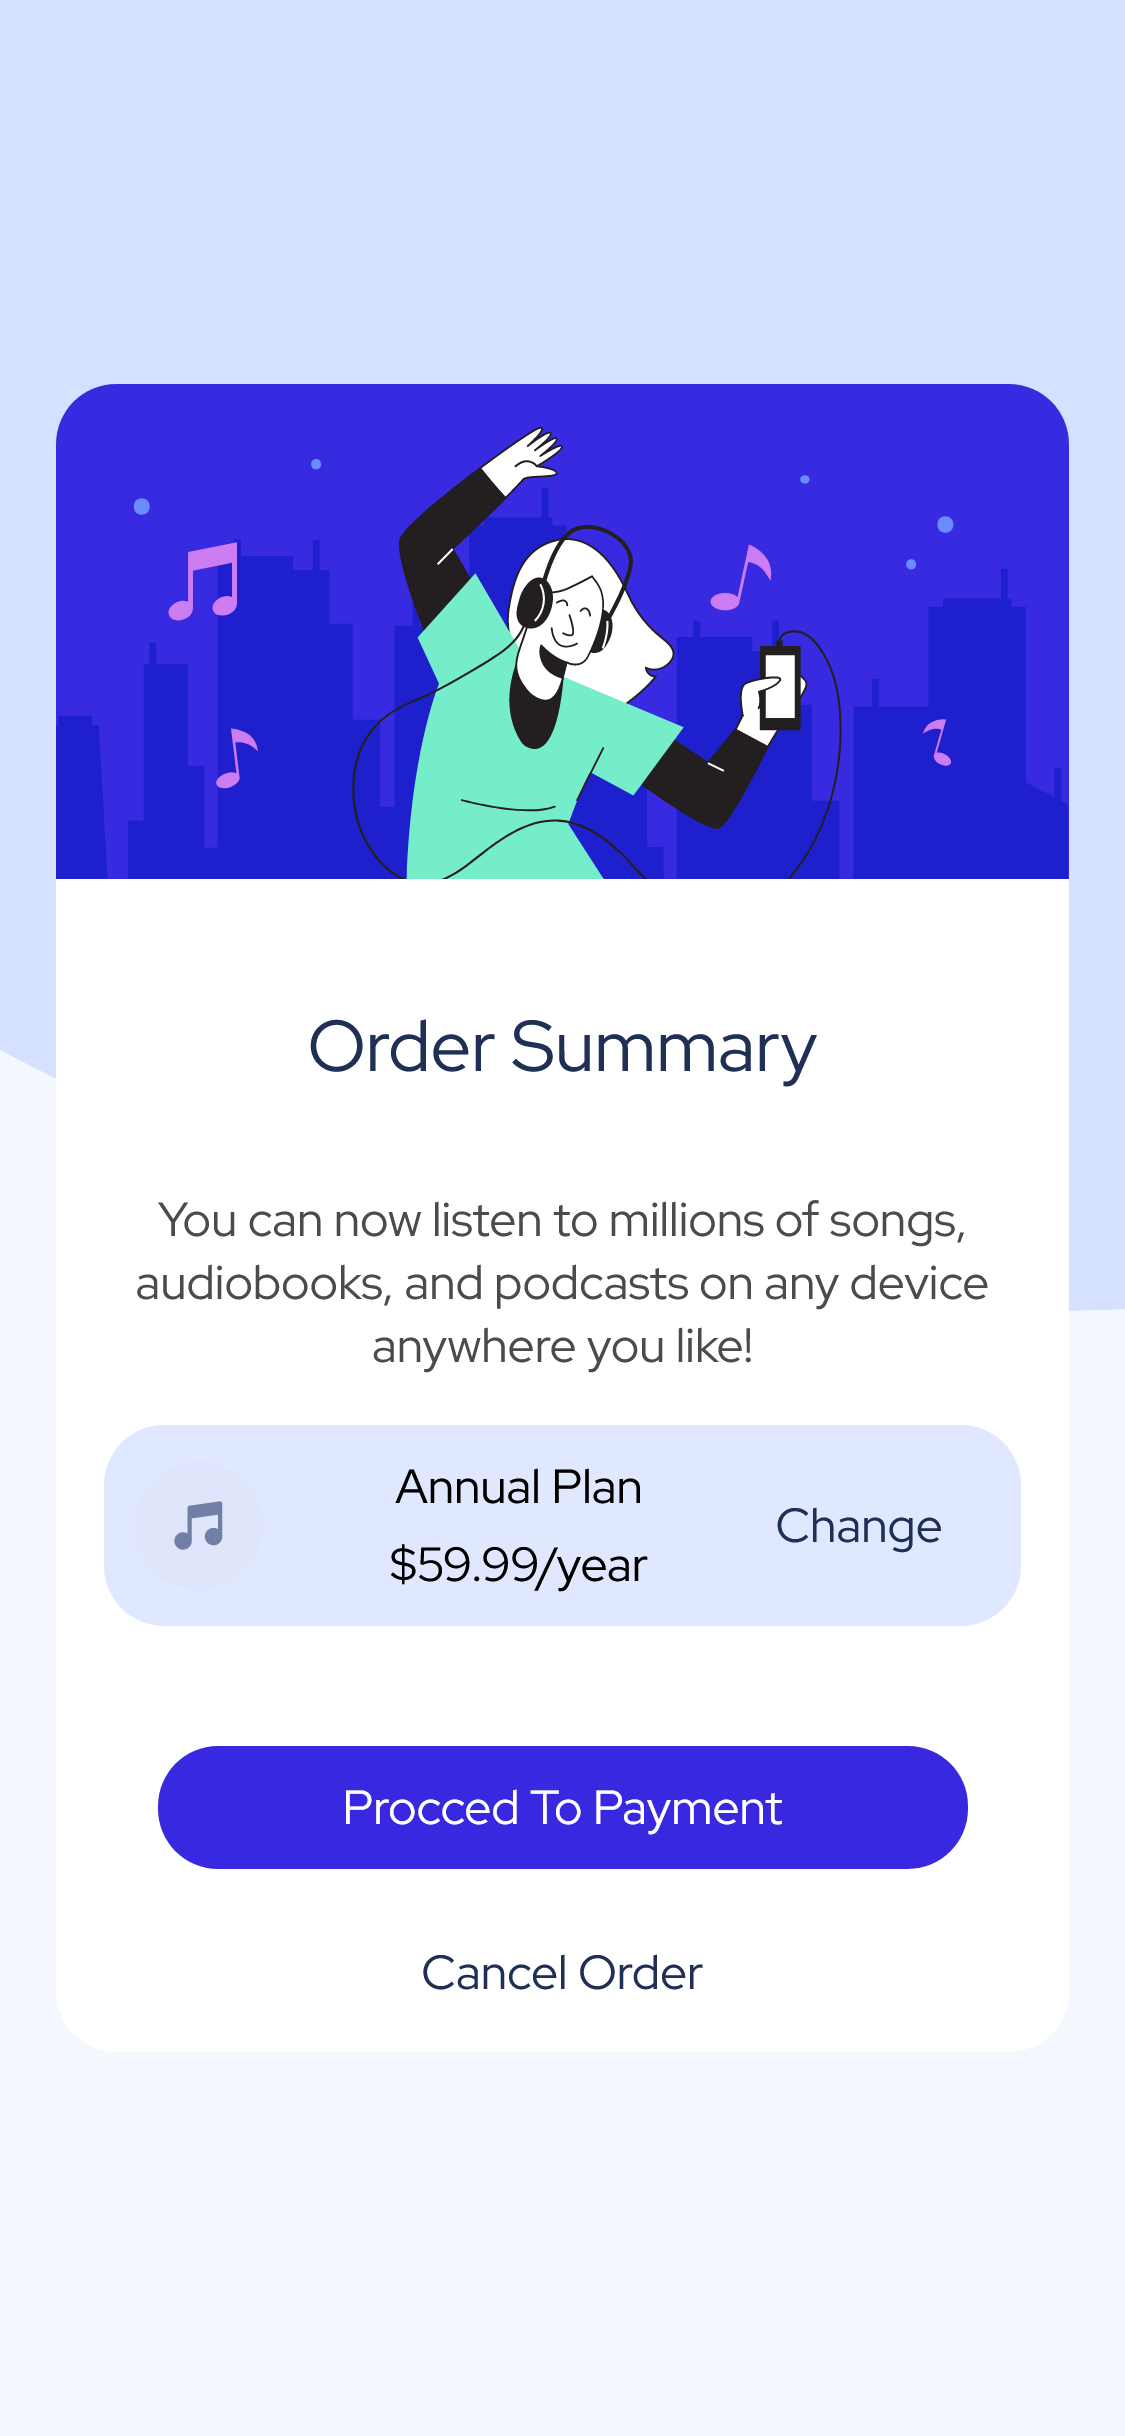 Order Summary
You can now listen to millions of songs,
audiobooks, and podcasts on any device
anywhere you like!
Annual Plan
$59.99/year
Change
Procced To Payment
Cancel Order